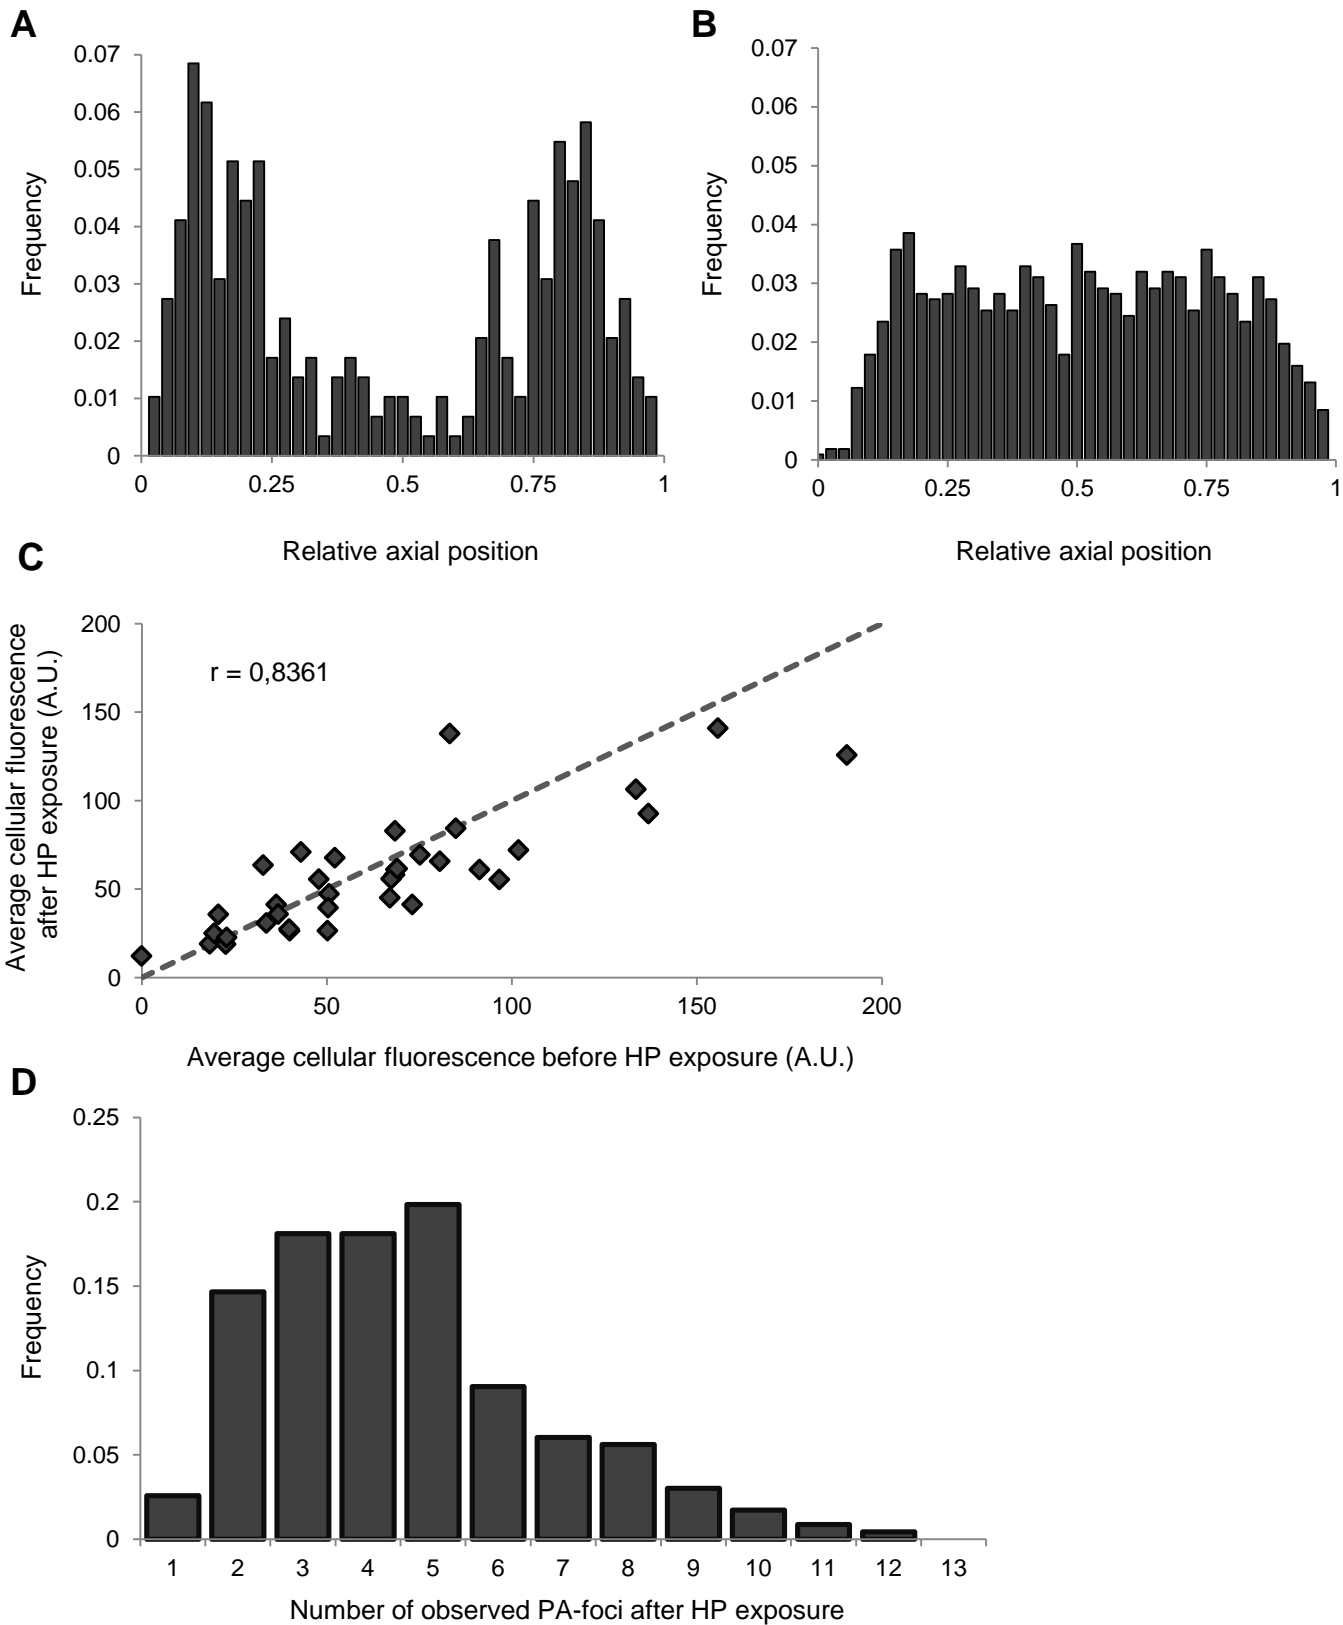 A
0.07
0.06
0.05
0.04
0.03
0.02
0.01
0
Frequency
0 0.25 0.5 0.75 1
Relative axial position
B
0.07
0.06
0.05
0.04
0.03
0.02
0.01
0
Frequency
0 0.25 0.5 0.75 1
Relative axial position
C
200
150
100
50
0
Average cellular fluorescence
after HP exposure (A.U.)
r = 0,8361
0 50 100 150 200
Average cellular fluorescence before HP exposure (A.U.)
D
0.25
0.2
0.15
0.1
0.05
0
Frequency
1 2 3 4 5 6 7 8 9 10 11 12 13
Number of observed PA-foci after HP exposure